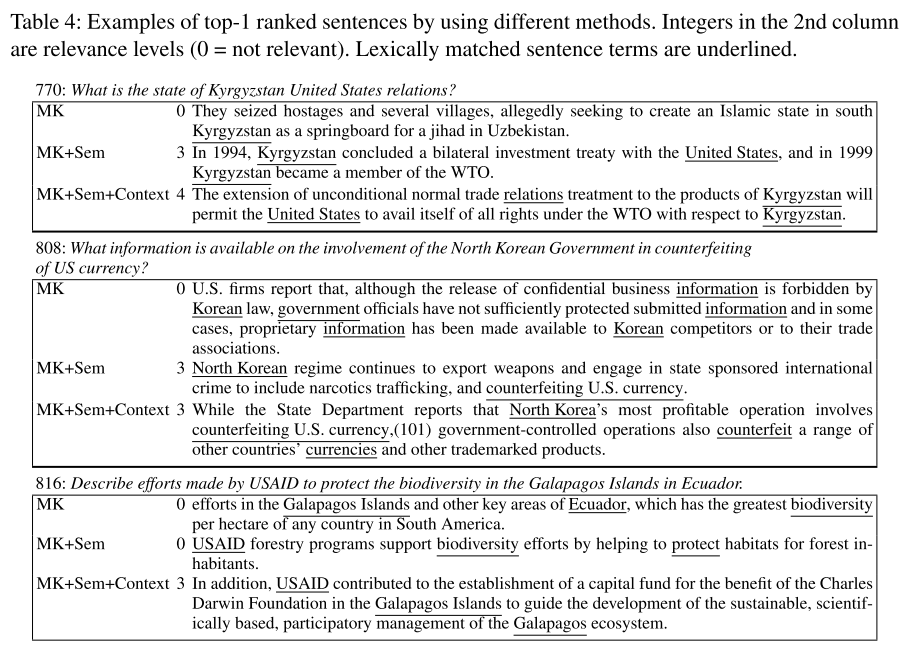 Table 4: Examples of top-1 ranked sentences by using different methods. Integers in the 2nd column
are relevance levels (0 = not relevant). Lexically matched sentence terms are underlined.
770: What is the state of Kyrgyzstan United States relations?
MK 0 They seized hostages and several villages, allegedly seeking to create an Islamic state in south
Kyrgyzstan as a springboard for a jihad in Uzbekistan.
MK+Sem 3 In 1994, Kyrgyzstan concluded a bilateral investment treaty with the United States, and in 1999
Kyrgyzstan became a member of the WTO.
MK+Sem+Context 4 The extension of unconditional normal trade relations treatment to the products of Kyrgyzstan will
permit the United States to avail itself of all rights under the WTO with respect to Kyrgyzstan.
808: What information is available on the involvement of the North Korean Government in counterfeiting
of US currency?
MK 0 U.S. firms report that, although the release of confidential business information is forbidden by
Korean law, government officials have not sufficiently protected submitted information and in some
cases, proprietary information has been made available to Korean competitors or to their trade
associations.
MK+Sem 3 North Korean regime continues to export weapons and engage in state sponsored international
crime to include narcotics trafficking, and counterfeiting U.S. currency.
MK+Sem+Context 3 While the State Department reports that North Korea's most profitable operation involves
counterfeiting U.S. currency,(101) government-controlled operations also counterfeit a range of
other countries' currencies and other trademarked products.
816: Describe efforts made by USAID to protect the biodiversity in the Galapagos Islands in Ecuador.
MK 0 efforts in the Galapagos Islands and other key areas of Ecuador, which has the greatest biodiversity
per hectare of any country in South America.
MK+Sem 0 USAID forestry programs support biodiversity efforts by helping to protect habitats for forest in-
habitants.
MK+Sem+Context 3 In addition, USAID contributed to the establishment of a capital fund for the benefit of the Charles
Darwin Foundation in the Galapagos Islands to guide the development of the sustainable, scientif-
ically based, participatory management of the Galapagos ecosystem.